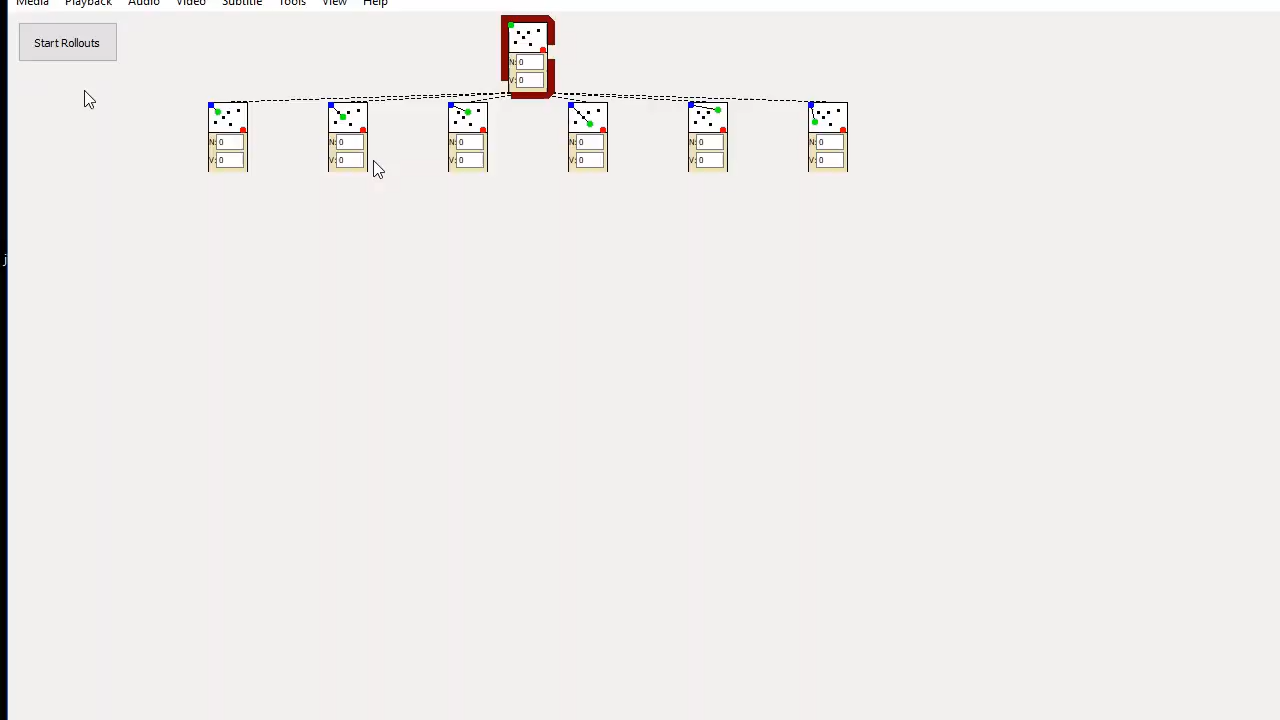 Media Playback Audio Video Subtitle Tools View Help
Start Rollouts
N: 0
V: 0
N: 0 N: 0 N: 0 N: 0 N: 0 N: 0
V: 0 V: 0 V: 0 V: 0 V: 0 V: 0
j